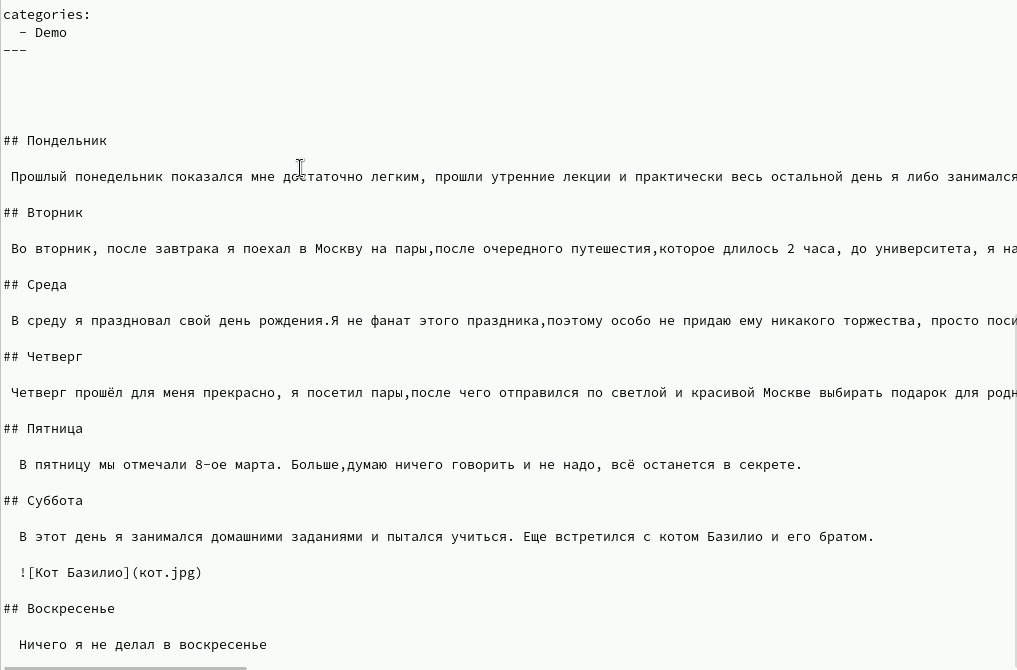 categories:
  - Demo
---
## Пондельник
Прошлый понедельник показался мне достаточно легким, прошли утренние лекции и практически весь остальной день я либо занимался
## Вторник
Во вторник, после завтрака я поехал в Москву на пары,после очередного путешестия,которое длилось 2 часа, до университета, я на
## Среда
В среду я праздновал свой день рождения.Я не фанат этого праздника,поэтому особо не придаю ему никакого торжества, просто поси
## Четверг
Четверг прошёл для меня прекрасно, я посетил пары,после чего отправился по светлой и красивой Москве выбирать подарок для родн
## Пятница
В пятницу мы отмечали 8-ое марта. Больше,думаю ничего говорить и не надо, всё останется в секрете.
## Суббота
В этот день я занимался домашними заданиями и пытался учиться. Еще встретился с котом Базилио и его братом.
![Кот Базилио](кот.jpg)
## Воскресенье
Ничего я не делал в воскресенье